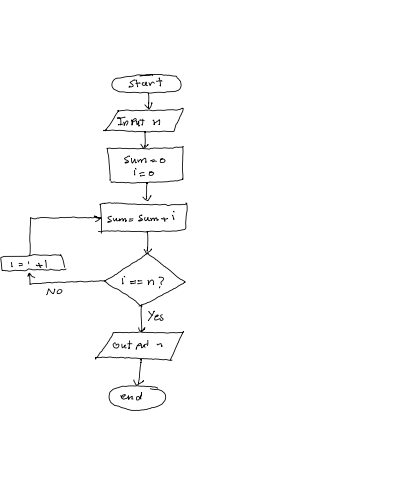 Start
Input n
sum=0
i=0
sum=sum+i
i=i+1
i==n?
NO
Yes
output n
end